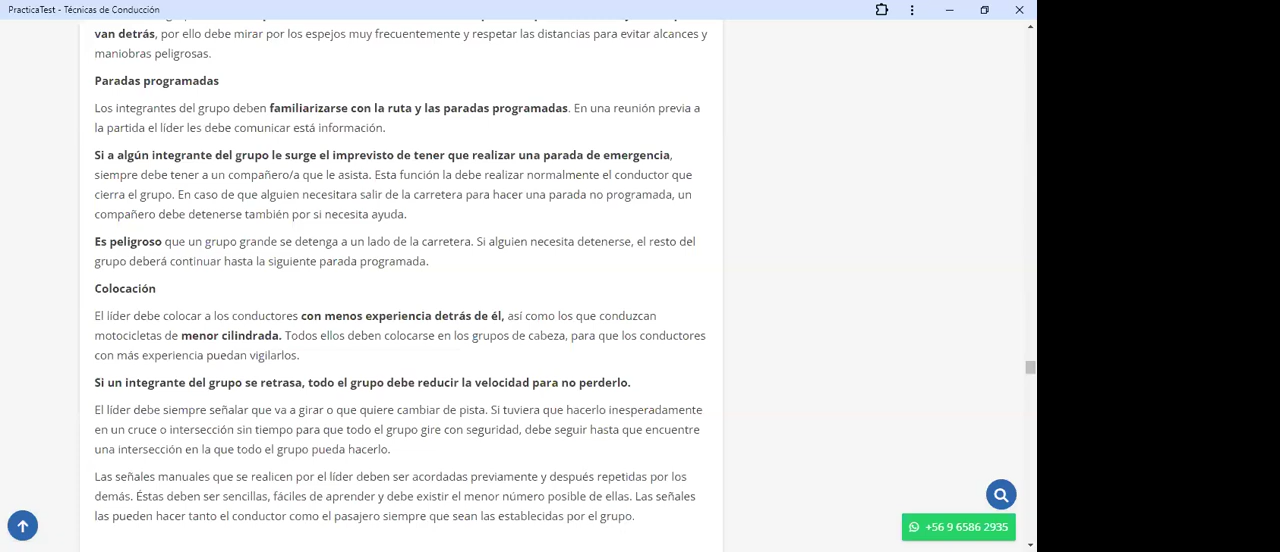 PracticaTest - Técnicas de Conducción
van detrás, por ello debe mirar por los espejos muy frecuentemente y respetar las distancias para evitar alcances y
maniobras peligrosas.
Paradas programadas
Los integrantes del grupo deben familiarizarse con la ruta y las paradas programadas. En una reunión previa a
la partida el líder les debe comunicar está información.
Si a algún integrante del grupo le surge el imprevisto de tener que realizar una parada de emergencia,
siempre debe tener a un compañero/a que le asista. Esta función la debe realizar normalmente el conductor que
cierra el grupo. En caso de que alguien necesitara salir de la carretera para hacer una parada no programada, un
compañero debe detenerse también por si necesita ayuda.
Es peligroso que un grupo grande se detenga a un lado de la carretera. Si alguien necesita detenerse, el resto del
grupo deberá continuar hasta la siguiente parada programada.
Colocación
El líder debe colocar a los conductores con menos experiencia detrás de él, así como los que conduzcan
motocicletas de menor cilindrada. Todos ellos deben colocarse en los grupos de cabeza, para que los conductores
con más experiencia puedan vigilarlos.
Si un integrante del grupo se retrasa, todo el grupo debe reducir la velocidad para no perderlo.
El líder debe siempre señalar que va a girar o que quiere cambiar de pista. Si tuviera que hacerlo inesperadamente
en un cruce o intersección sin tiempo para que todo el grupo gire con seguridad, debe seguir hasta que encuentre
una intersección en la que todo el grupo pueda hacerlo.
Las señales manuales que se realicen por el líder deben ser acordadas previamente y después repetidas por los
demás. Éstas deben ser sencillas, fáciles de aprender y debe existir el menor número posible de ellas. Las señales
las pueden hacer tanto el conductor como el pasajero siempre que sean las establecidas por el grupo.
+56 9 6586 2935